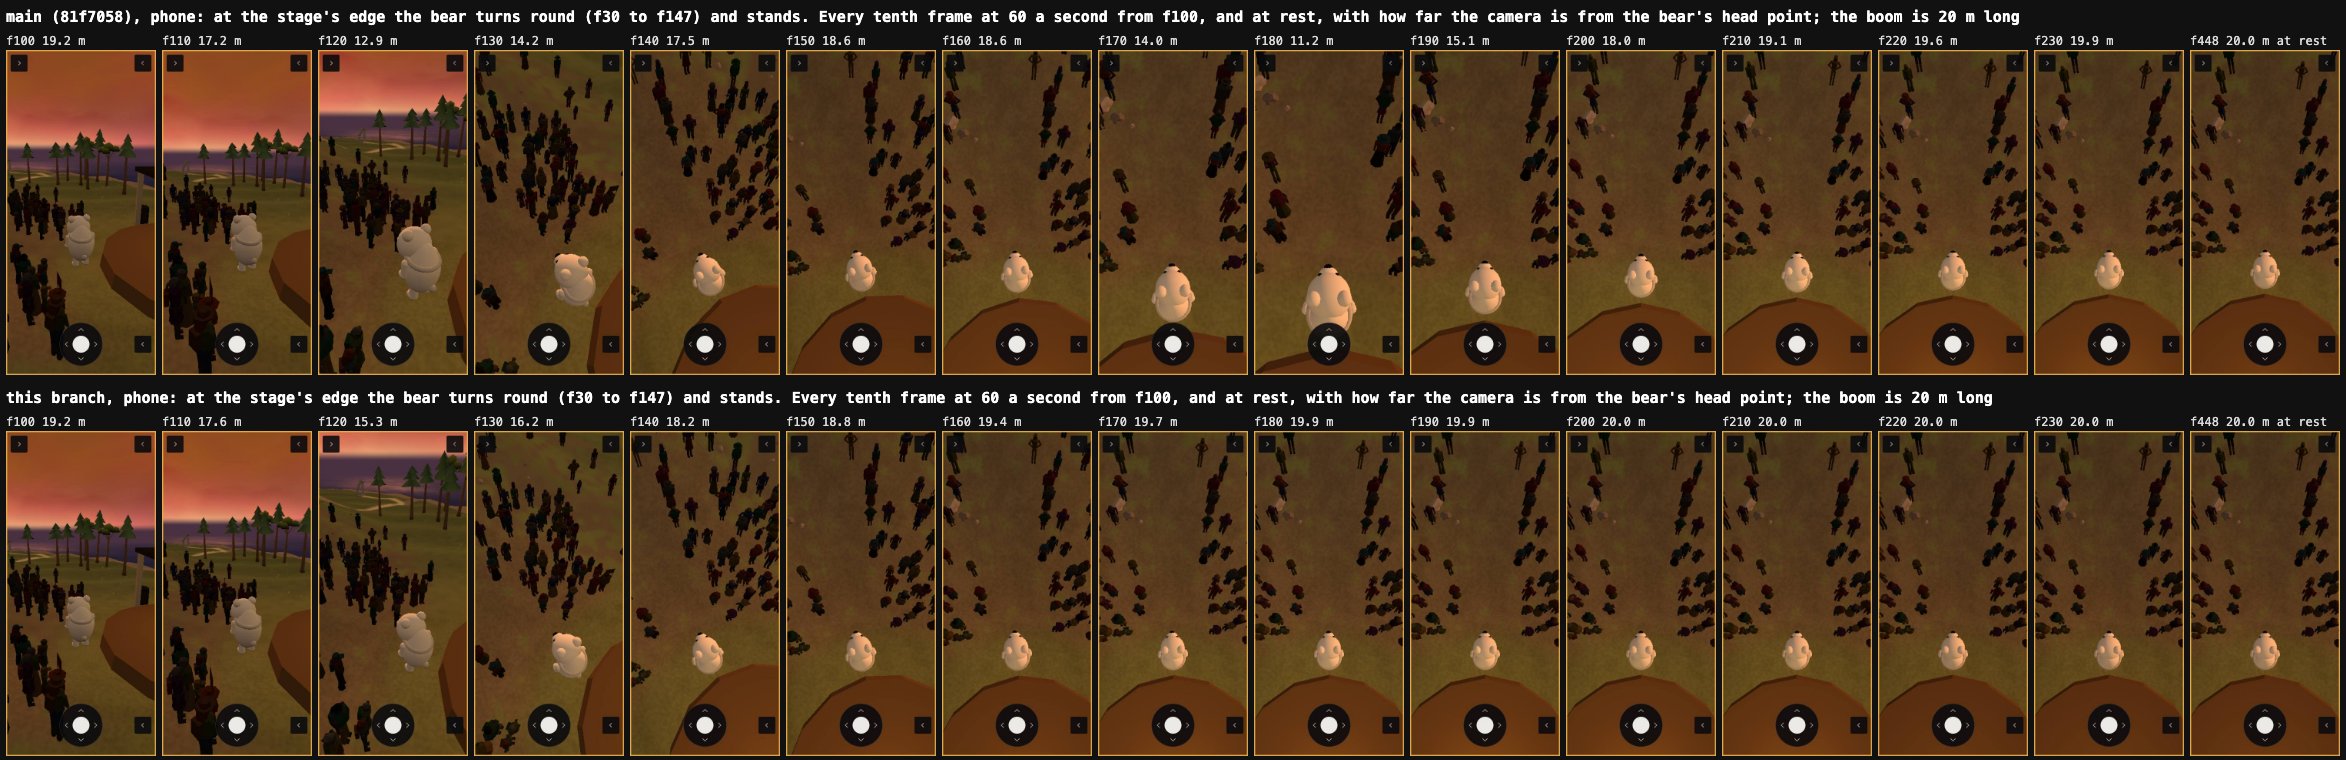 main (81f7058), phone: at the stage's edge the bear turns round (f30 to f147) and stands. Every tenth frame at 60 a second from f100, and at rest, with how far the camera is from the bear's head point; the boom is 20 m long
f100 19.2 m f110 17.2 m f120 12.9 m f130 14.2 m f140 17.5 m f150 18.6 m f160 18.6 m f170 14.0 m f180 11.2 m f190 15.1 m f200 18.0 m f210 19.1 m f220 19.6 m f230 19.9 m f448 20.0 m at rest
this branch, phone: at the stage's edge the bear turns round (f30 to f147) and stands. Every tenth frame at 60 a second from f100, and at rest, with how far the camera is from the bear's head point; the boom is 20 m long
f100 19.2 m f110 17.6 m f120 15.3 m f130 16.2 m f140 18.2 m f150 18.8 m f160 19.4 m f170 19.7 m f180 19.9 m f190 19.9 m f200 20.0 m f210 20.0 m f220 20.0 m f230 20.0 m f448 20.0 m at rest